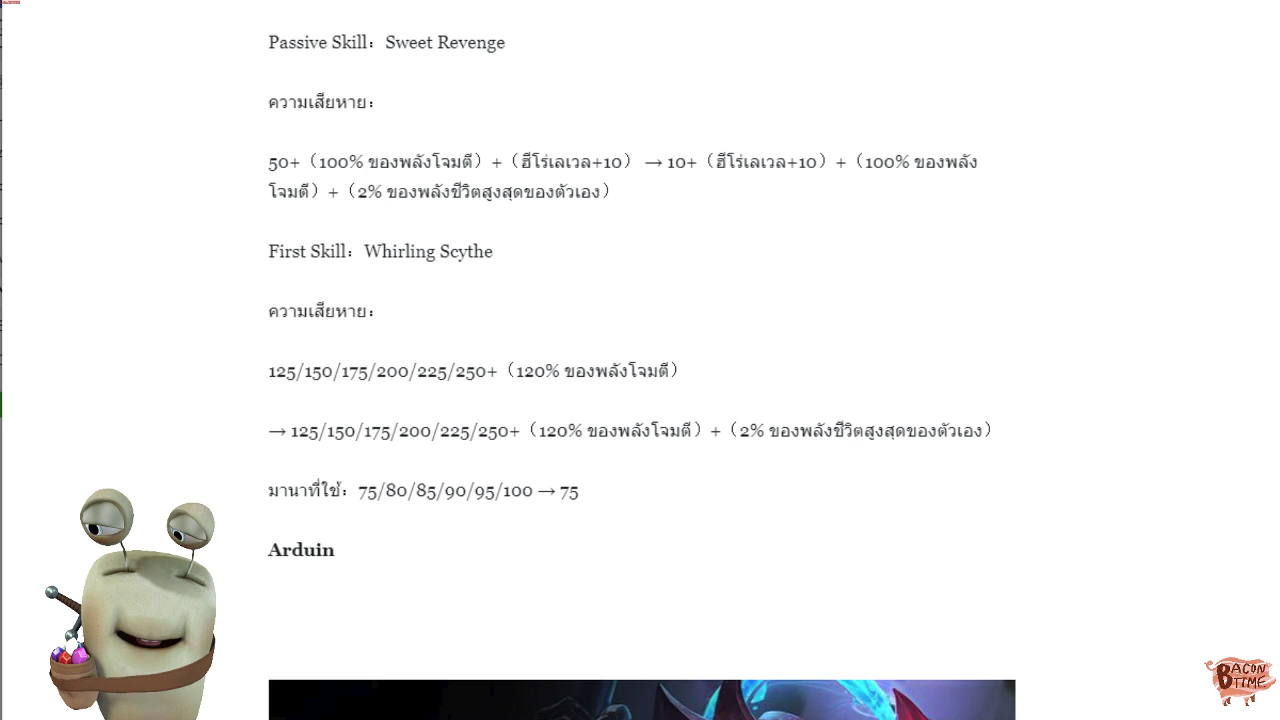 Passive Skill：Sweet Revenge
ความเสียหาย：
50+（100% ของพลังโจมตี）+（ฮีโร่เลเวล+10） → 10+（ฮีโร่เลเวล+10）+（100% ของพลัง
โจมตี）+（2% ของพลังชีวิตสูงสุดของตัวเอง）
First Skill：Whirling Scythe
ความเสียหาย：
125/150/175/200/225/250+（120% ของพลังโจมตี）
→ 125/150/175/200/225/250+（120% ของพลังโจมตี）+（2% ของพลังชีวิตสูงสุดของตัวเอง）
มานาที่ใช้：75/80/85/90/95/100 → 75
Arduin
BACON
TIME